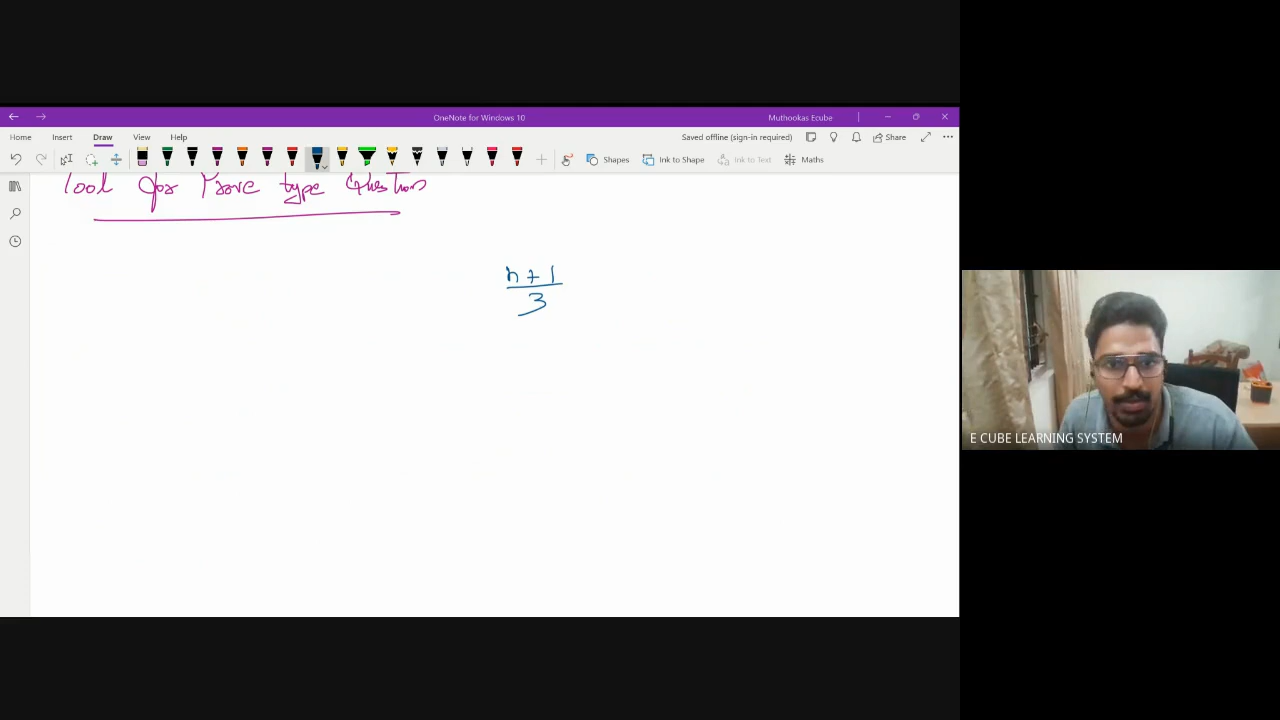 OneNote for Windows 10
Muthookas Ecube
Home Insert Draw View Help
Saved offline (sign-in required)
Share
Shapes
Ink to Shape
Ink to Text
Maths
Tool for Prove type Questions
n + 1
3
E CUBE LEARNING SYSTEM